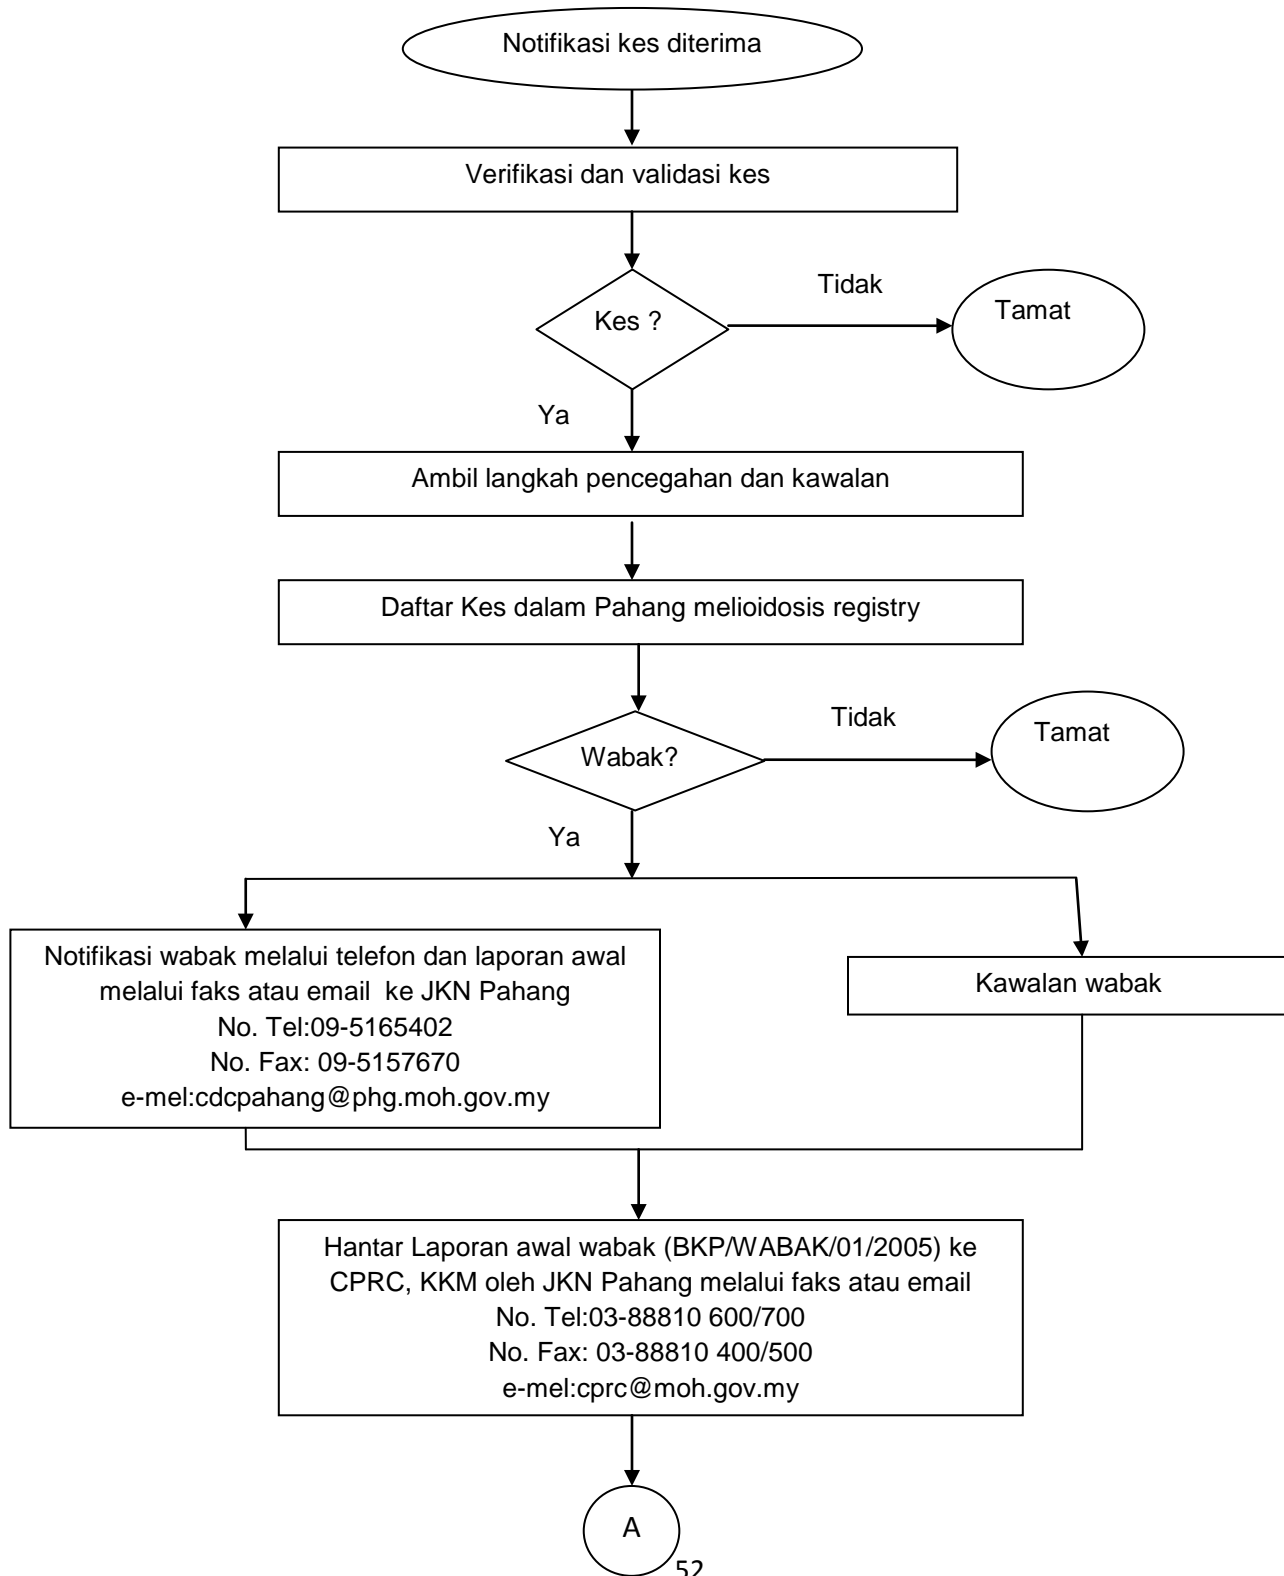 Notifikasi kes diterima
Verifikasi dan validasi kes
Kes ?
Tidak
Tamat
Ya
Ambil langkah pencegahan dan kawalan
Daftar Kes dalam Pahang melioidosis registry
Wabak?
Tidak
Tamat
Ya
Notifikasi wabak melalui telefon dan laporan awal
melalui faks atau email  ke JKN Pahang
No. Tel:09-5165402
No. Fax: 09-5157670
e-mel:cdcpahang@phg.moh.gov.my
Kawalan wabak
Hantar Laporan awal wabak (BKP/WABAK/01/2005) ke
CPRC, KKM oleh JKN Pahang melalui faks atau email
No. Tel:03-88810 600/700
No. Fax: 03-88810 400/500
e-mel:cprc@moh.gov.my
A
52